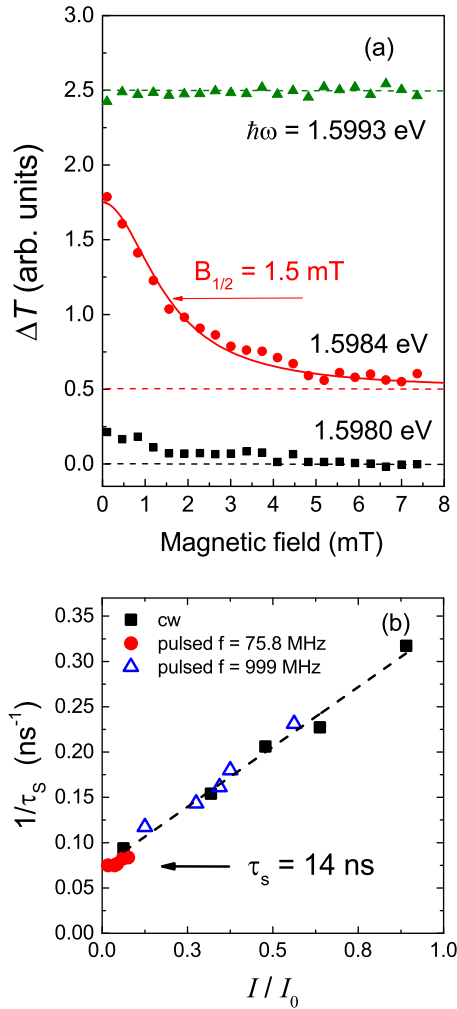 (a)
3.0
2.5
ħω = 1.5993 eV
2.0
1.5
B1/2 = 1.5 mT
1.0
1.5984 eV
0.5
1.5980 eV
0.0
ΔT (arb. units)
0 1 2 3 4 5 6 7 8
Magnetic field (mT)
(b)
0.35
cw
pulsed f = 75.8 MHz
pulsed f = 999 MHz
0.30
0.25
0.20
0.15
0.10
τs = 14 ns
0.05
0.00
1/τS (ns-1)
0.0 0.3 0.5 0.8 1.0
I / I0